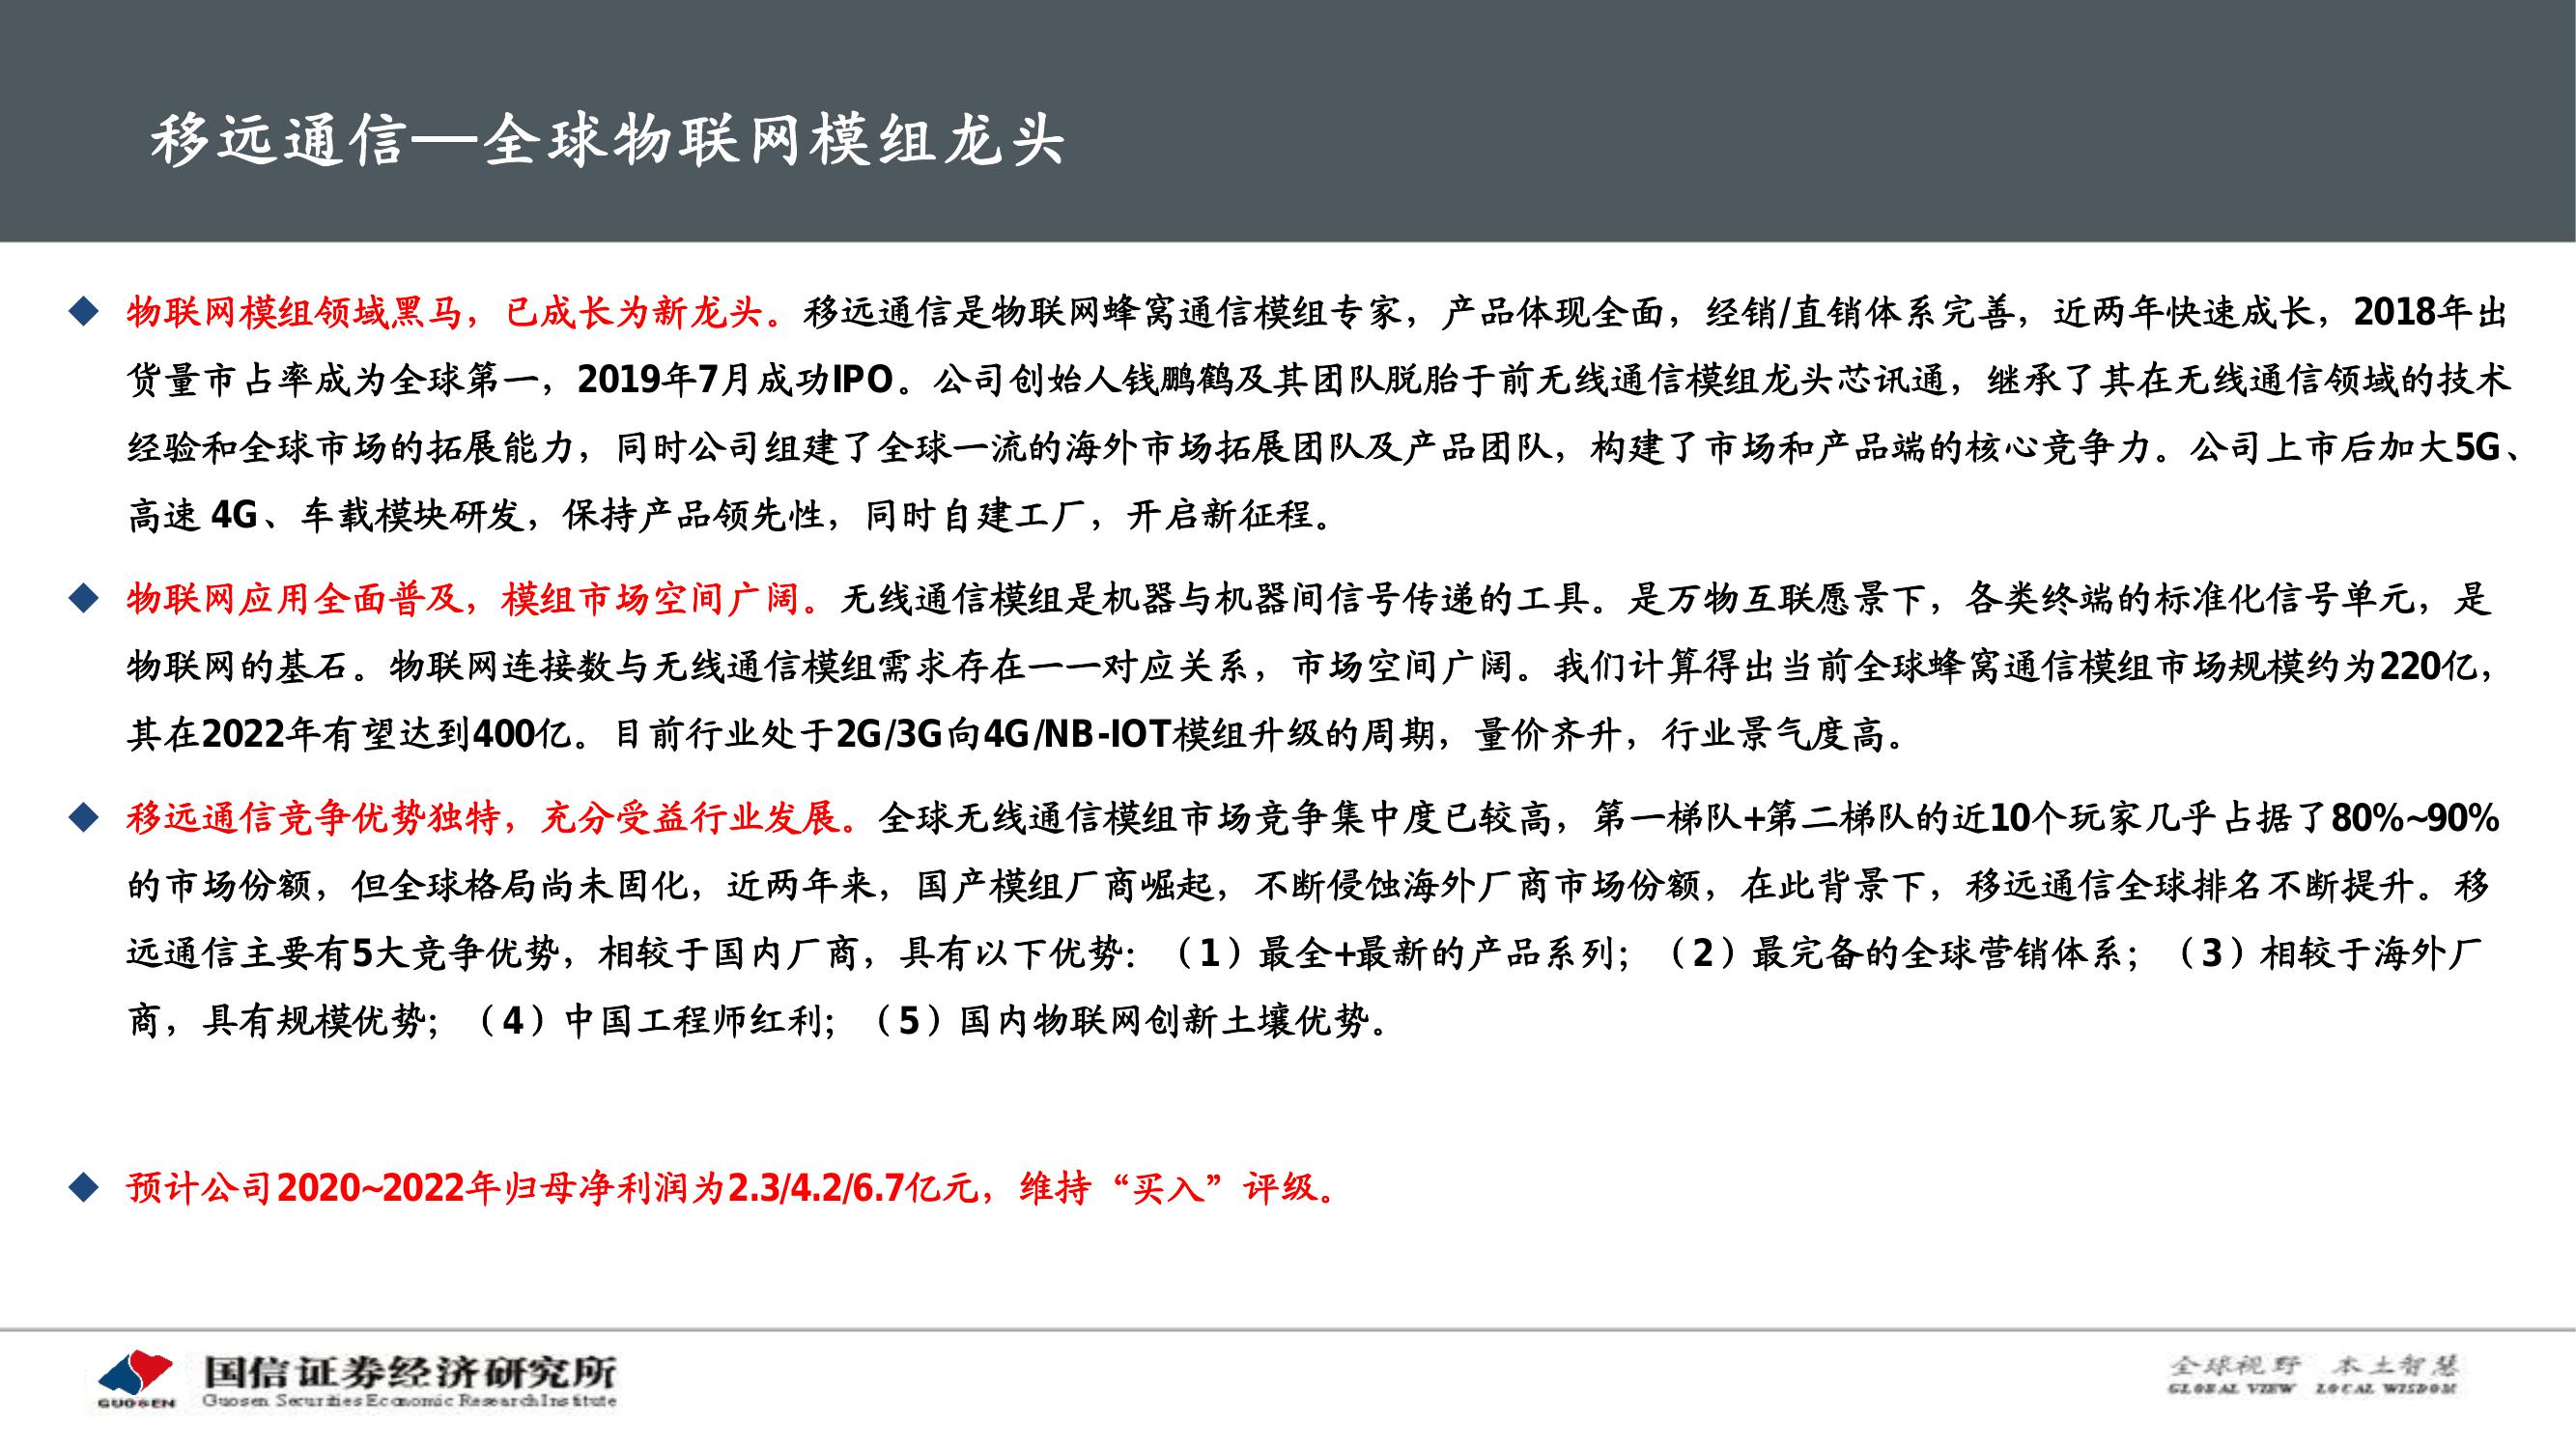 移远通信—全球物联网模组龙头
物联网模组领域黑马，已成长为新龙头。移远通信是物联网蜂窝通信模组专家，产品体现全面，经销/直销体系完善，近两年快速成长，2018年出
货量市占率成为全球第一，2019年7月成功IPO。公司创始人钱鹏鹤及其团队脱胎于前无线通信模组龙头芯讯通，继承了其在无线通信领域的技术
经验和全球市场的拓展能力，同时公司组建了全球一流的海外市场拓展团队及产品团队，构建了市场和产品端的核心竞争力。公司上市后加大5G、
高速 4G、车载模块研发，保持产品领先性，同时自建工厂，开启新征程。
物联网应用全面普及，模组市场空间广阔。无线通信模组是机器与机器间信号传递的工具。是万物互联愿景下，各类终端的标准化信号单元，是
物联网的基石。物联网连接数与无线通信模组需求存在一一对应关系，市场空间广阔。我们计算得出当前全球蜂窝通信模组市场规模约为220亿，
其在2022年有望达到400亿。目前行业处于2G/3G向4G/NB-IOT模组升级的周期，量价齐升，行业景气度高。
移远通信竞争优势独特，充分受益行业发展。全球无线通信模组市场竞争集中度已较高，第一梯队+第二梯队的近10个玩家几乎占据了80%~90%
的市场份额，但全球格局尚未固化，近两年来，国产模组厂商崛起，不断侵蚀海外厂商市场份额，在此背景下，移远通信全球排名不断提升。移
远通信主要有5大竞争优势，相较于国内厂商，具有以下优势：（1）最全+最新的产品系列；（2）最完备的全球营销体系；（3）相较于海外厂
商，具有规模优势；（4）中国工程师红利；（5）国内物联网创新土壤优势。
预计公司2020~2022年归母净利润为2.3/4.2/6.7亿元，维持“买入”评级。
GUOSEN
国信证券经济研究所
Guosen Securities Economic Research Institute
全球视野 本土智慧
GLOBAL VIEW LOCAL WISDOM